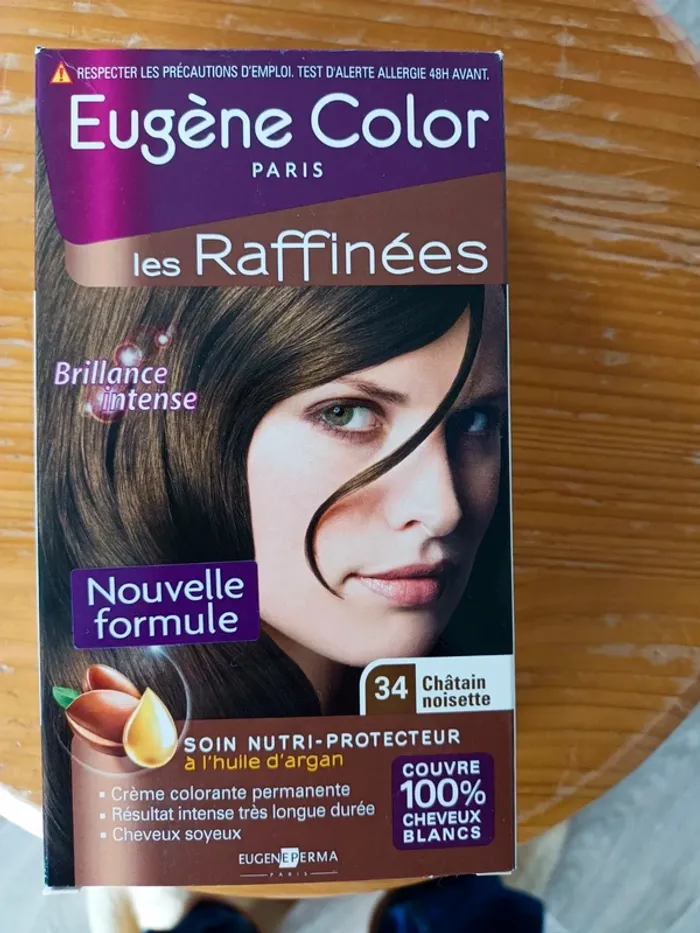 RESPECTER LES PRÉCAUTIONS D'EMPLOI. TEST D'ALERTE ALLERGIE 48H AVANT.
Eugène Color
PARIS
les Raffinées
Brillance
intense
Nouvelle
formule
34 Châtain
noisette
SOIN NUTRI-PROTECTEUR
à l'huile d'argan
▪ Crème colorante permanente
▪ Résultat intense très longue durée
▪ Cheveux soyeux
COUVRE
100%
CHEVEUX
BLANCS
EUGENEPERMA
PARIS